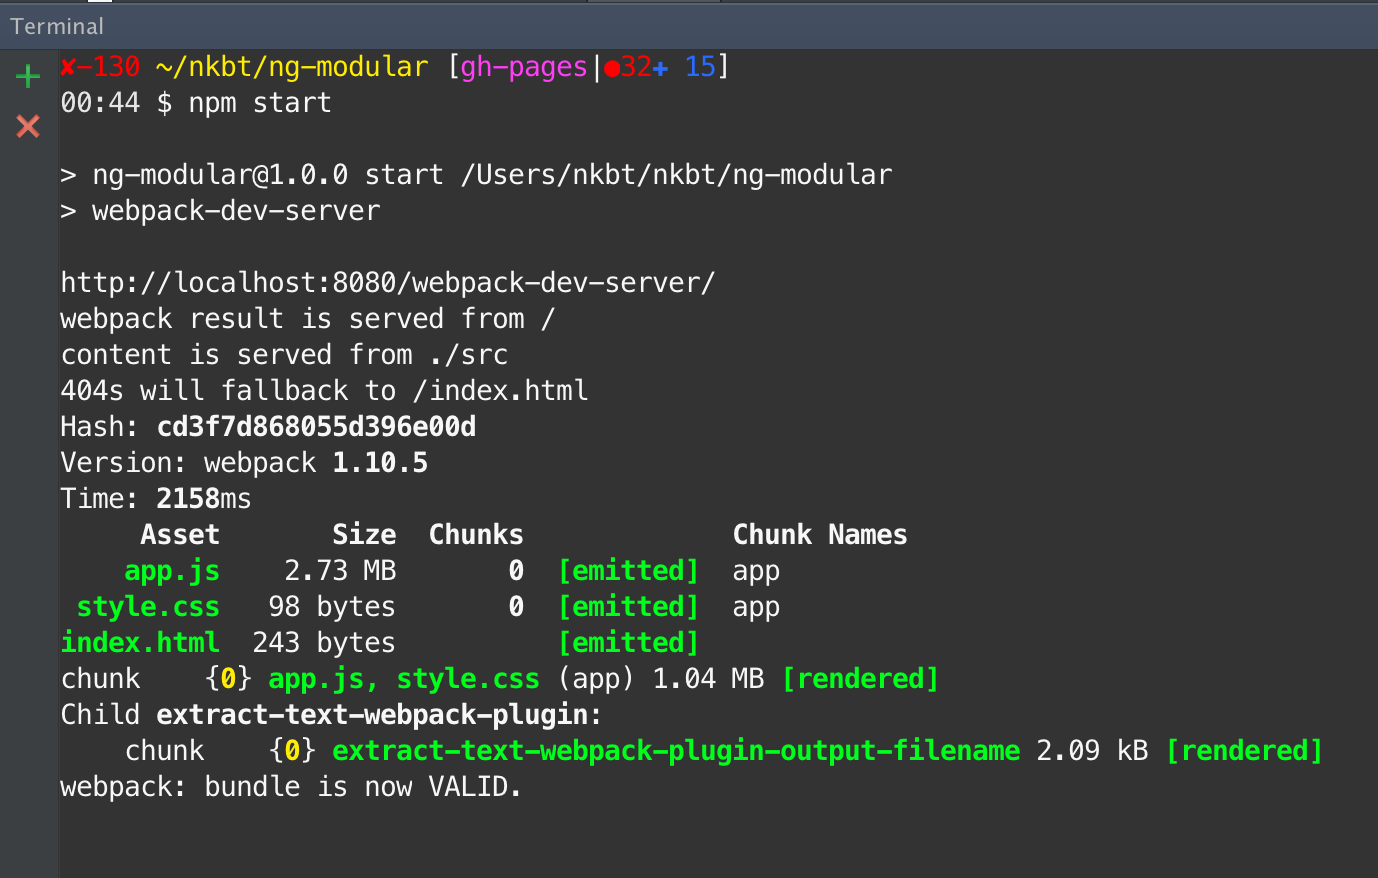 Terminal
✘-130 ~/nkbt/ng-modular [gh-pages|●32✚ 15]
00:44 $ npm start
> ng-modular@1.0.0 start /Users/nkbt/nkbt/ng-modular
> webpack-dev-server
http://localhost:8080/webpack-dev-server/
webpack result is served from /
content is served from ./src
404s will fallback to /index.html
Hash: cd3f7d868055d396e00d
Version: webpack 1.10.5
Time: 2158ms
Asset Size Chunks Chunk Names
app.js 2.73 MB 0 [emitted] app
style.css 98 bytes 0 [emitted] app
index.html 243 bytes [emitted]
chunk {0} app.js, style.css (app) 1.04 MB [rendered]
Child extract-text-webpack-plugin:
chunk {0} extract-text-webpack-plugin-output-filename 2.09 kB [rendered]
webpack: bundle is now VALID.